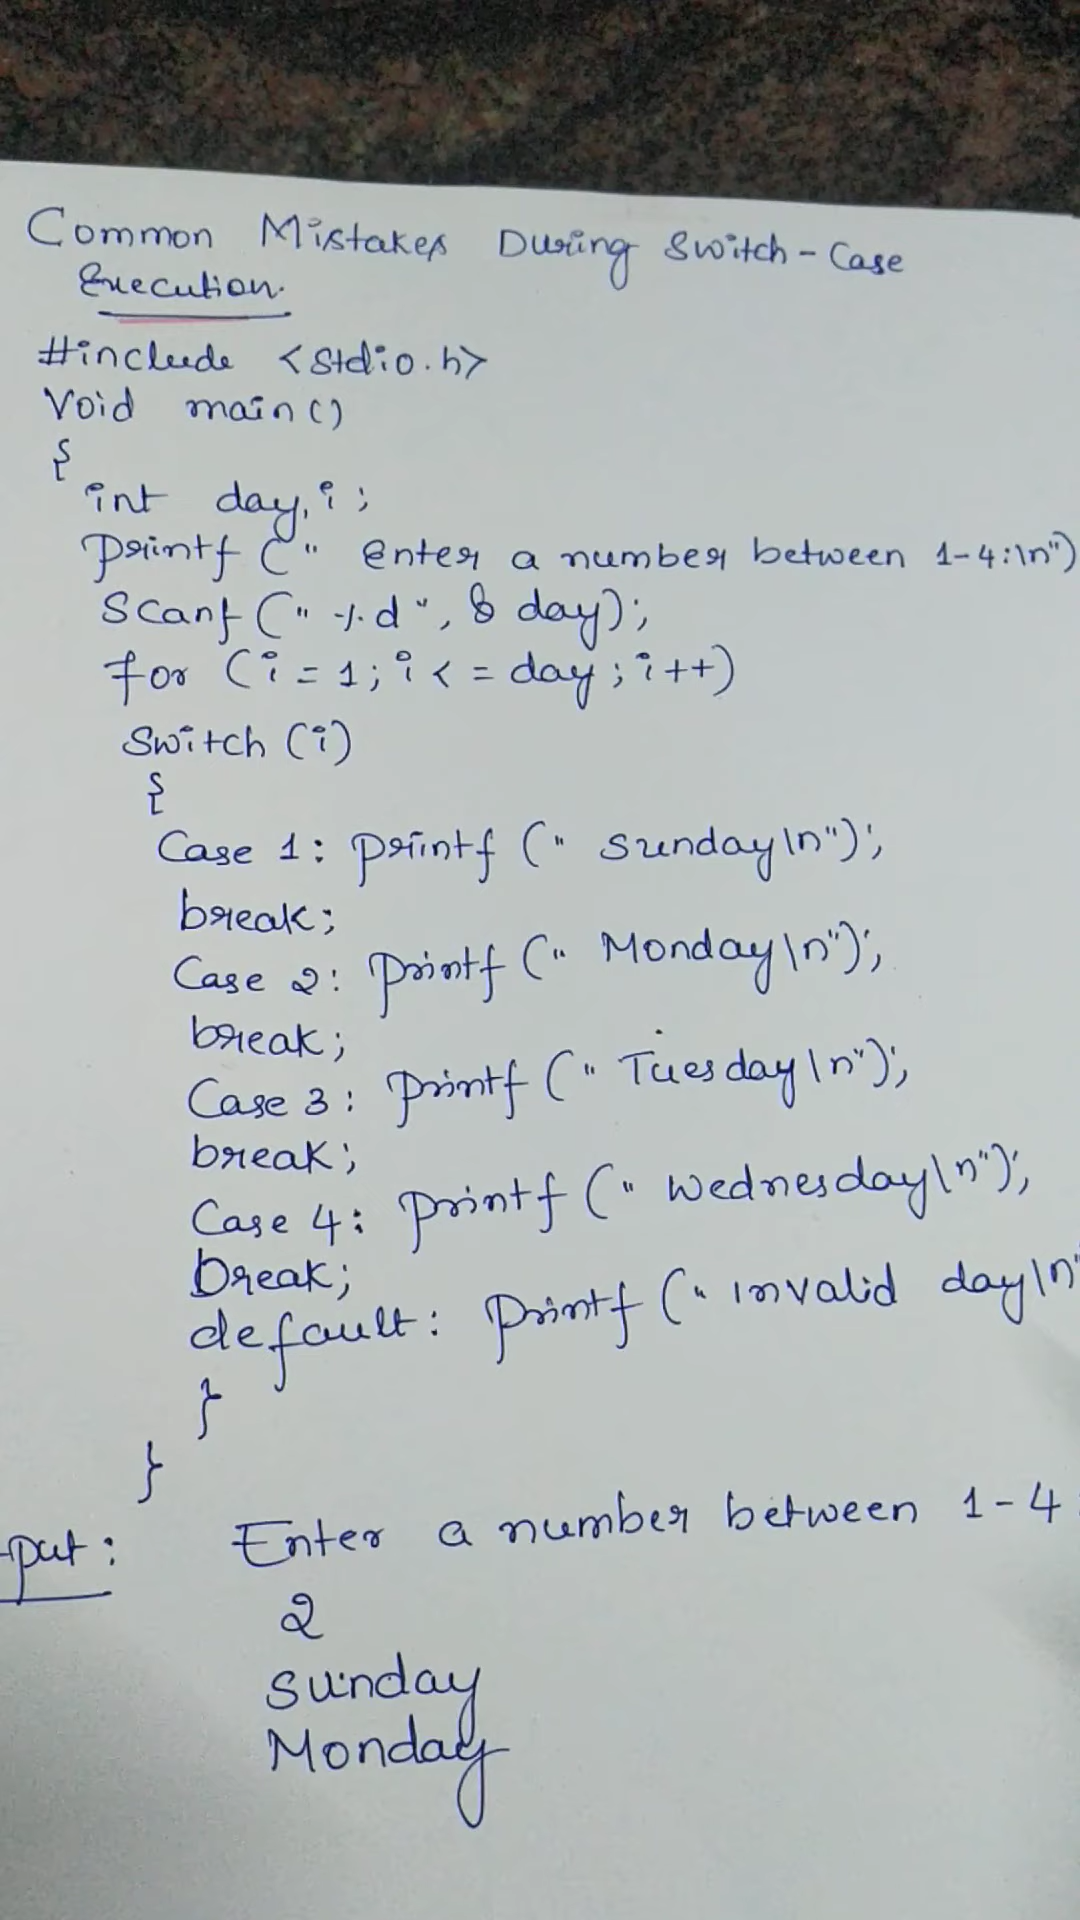 Common Mistakes During Switch-Case
Execution.
#include <stdio.h>
Void main()
{
int day, i;
printf (" enter a number between 1-4:\n")
Scanf ("%d", & day);
for (i = 1; i <= day; i++)
Switch (i)
{
Case 1: printf (" Sunday\n");
break;
Case 2: printf (" Monday\n");
break;
Case 3: printf (" Tuesday\n");
break;
Case 4: printf (" Wednesday\n");
break;
default: printf (" invalid day\n"
}
}
put: Enter a number between 1-4
2
Sunday
Monday